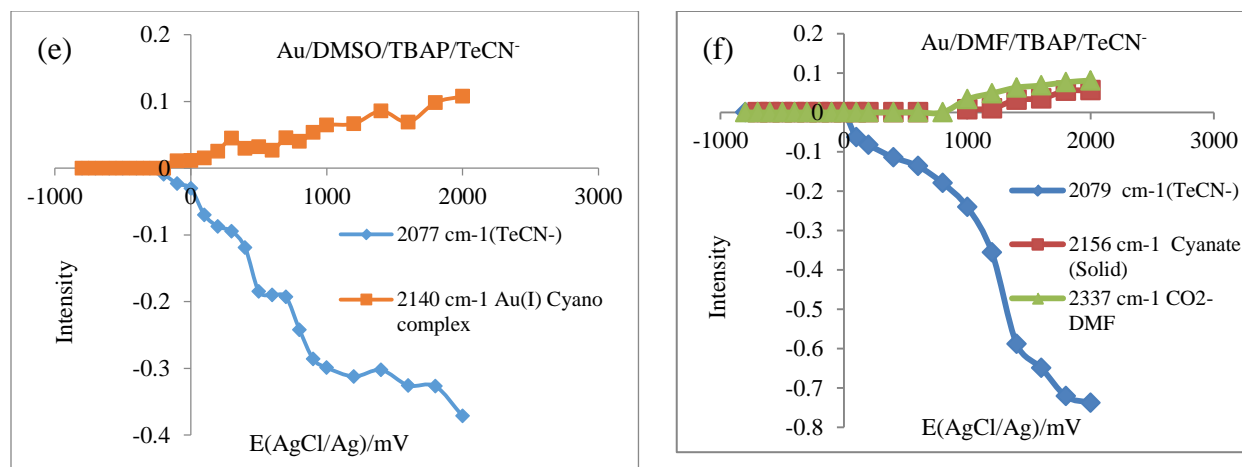 (e)
Au/DMSO/TBAP/TeCN-
0.2
0.1
0
-0.1
-0.2
-0.3
-0.4
-1000
0
1000
2000
3000
Intensity
2077 cm-1(TeCN-)
2140 cm-1 Au(I) Cyano
complex
E(AgCl/Ag)/mV
(f)
Au/DMF/TBAP/TeCN-
0.2
0.1
0
-0.1
-0.2
-0.3
-0.4
-0.5
-0.6
-0.7
-0.8
-1000
0
1000
2000
3000
Intensity
2079 cm-1(TeCN-)
2156 cm-1 Cyanate
(Solid)
2337 cm-1 CO2-
DMF
E(AgCl/Ag)/mV